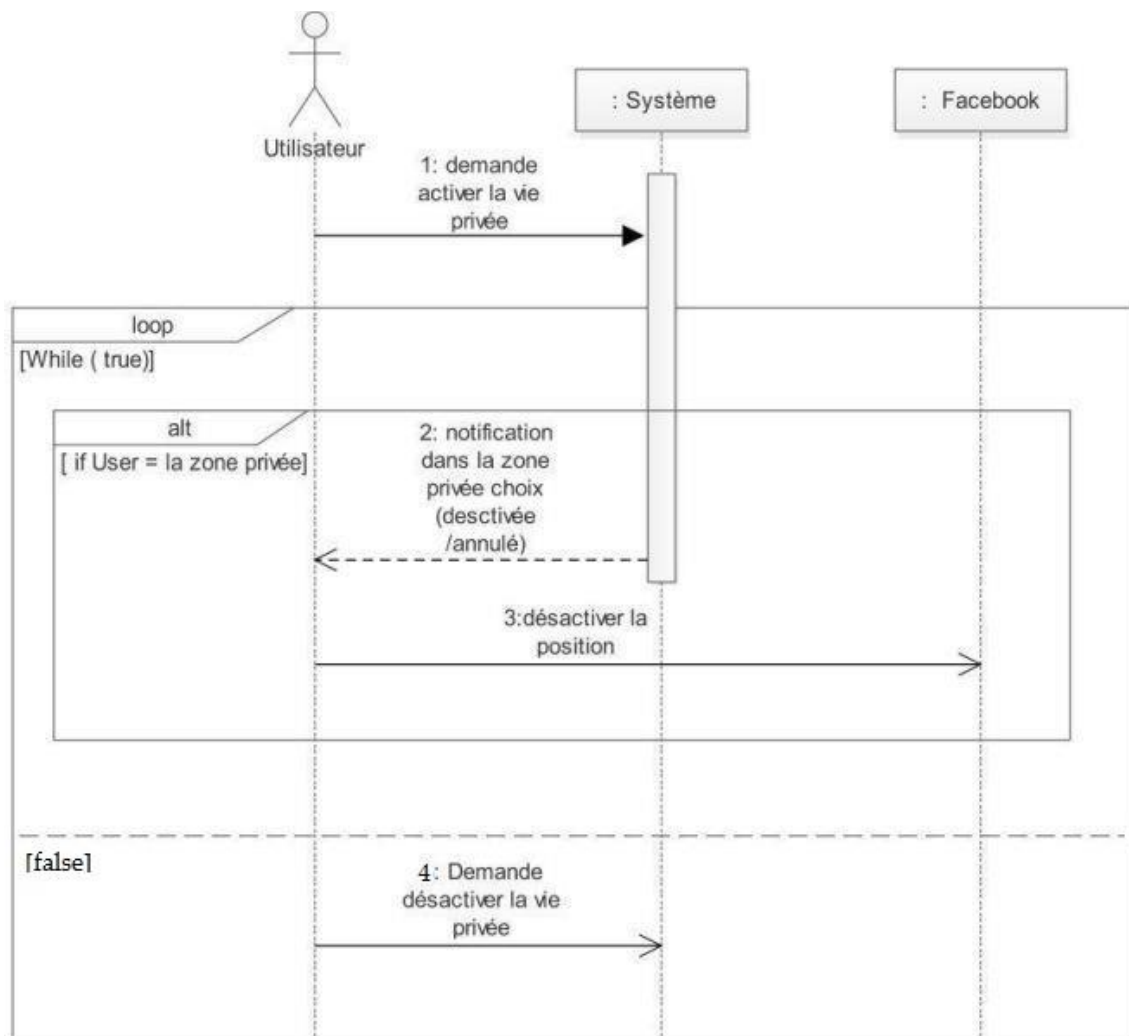 : Système
: Facebook
Utilisateur
1: demande
activer la vie
privée
loop
[While ( true)]
alt
[ if User = la zone privée]
2: notification
dans la zone
privée choix
(desctivée
/annulé)
3:désactiver la
position
[false]
4: Demande
désactiver la vie
privée